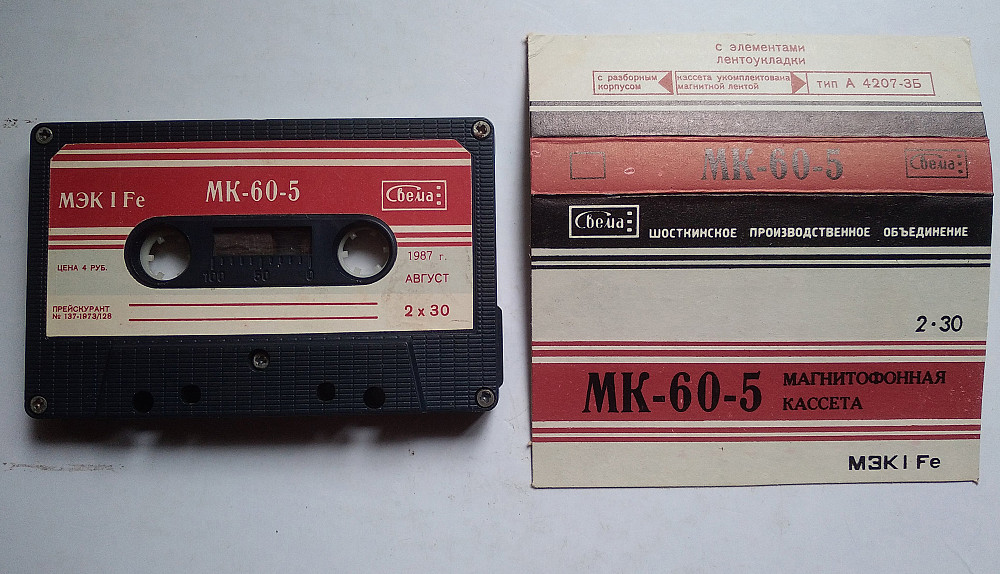 МЭК I Fe
МК-60-5
Свема
ЦЕНА 4 РУБ.
1987 г.
АВГУСТ
ПРЕЙСКУРАНТ
№ 137-1973/128
2 x 30
100 50 0
с элементами
лентоукладки
с разборным
корпусом
кассета укомплектована
магнитной лентой
тип А 4207-3Б
МК-60-5
Свема
Свема
ШОСТКИНСКОЕ ПРОИЗВОДСТВЕННОЕ ОБЪЕДИНЕНИЕ
2·30
МК-60-5
МАГНИТОФОННАЯ
КАССЕТА
МЭК I Fe